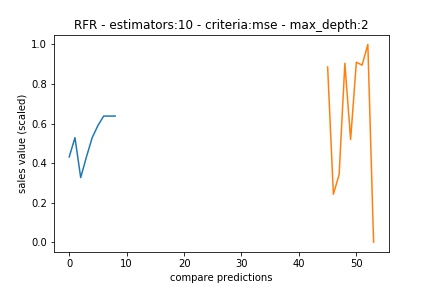 RFR - estimators:10 - criteria:mse - max_depth:2
sales value (scaled)
1.0
0.8
0.6
0.4
0.2
0.0
0 10 20 30 40 50
compare predictions